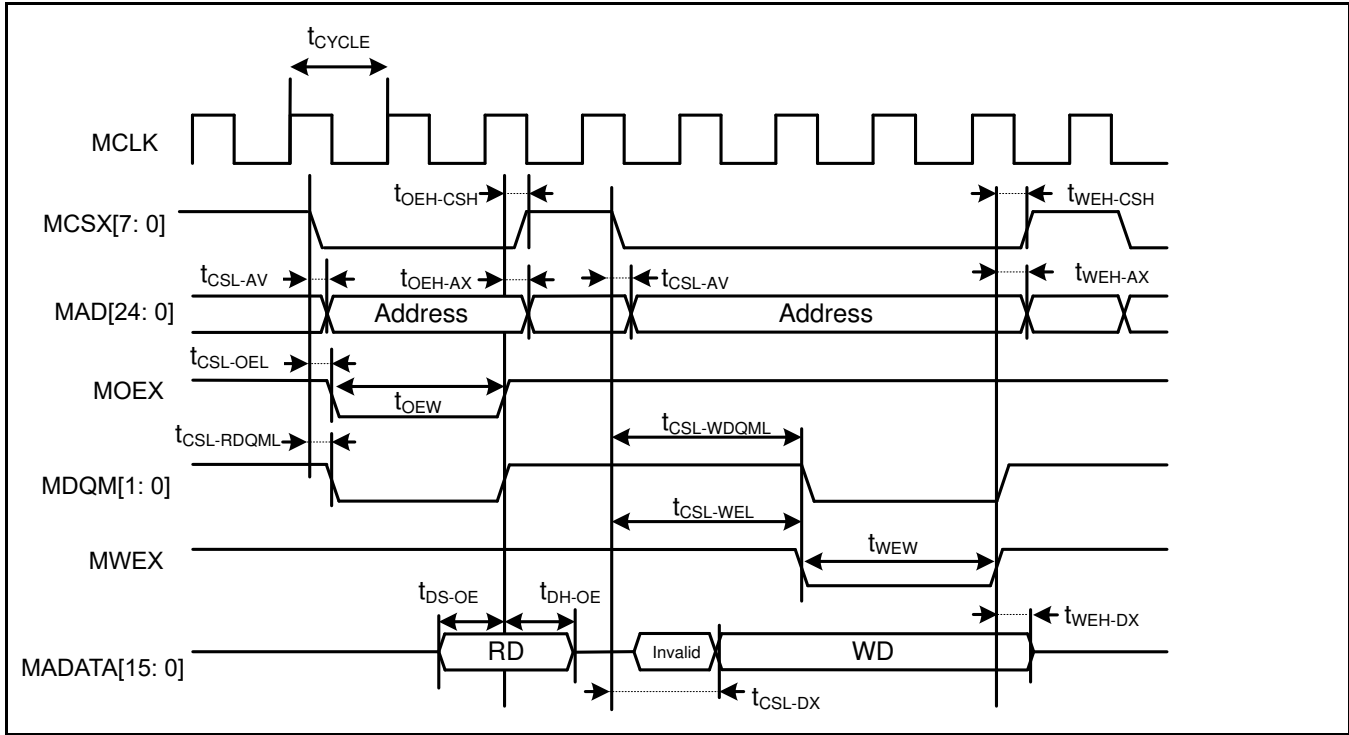 tCYCLE
MCLK
tOEH-CSH
tWEH-CSH
MCSX[7: 0]
tCSL-AV
tOEH-AX
tCSL-AV
tWEH-AX
MAD[24: 0]
Address
Address
tCSL-OEL
MOEX
tOEW
tCSL-RDQML
tCSL-WDQML
MDQM[1: 0]
tCSL-WEL
MWEX
tWEW
tDS-OE
tDH-OE
tWEH-DX
MADATA[15: 0]
RD
Invalid
WD
tCSL-DX